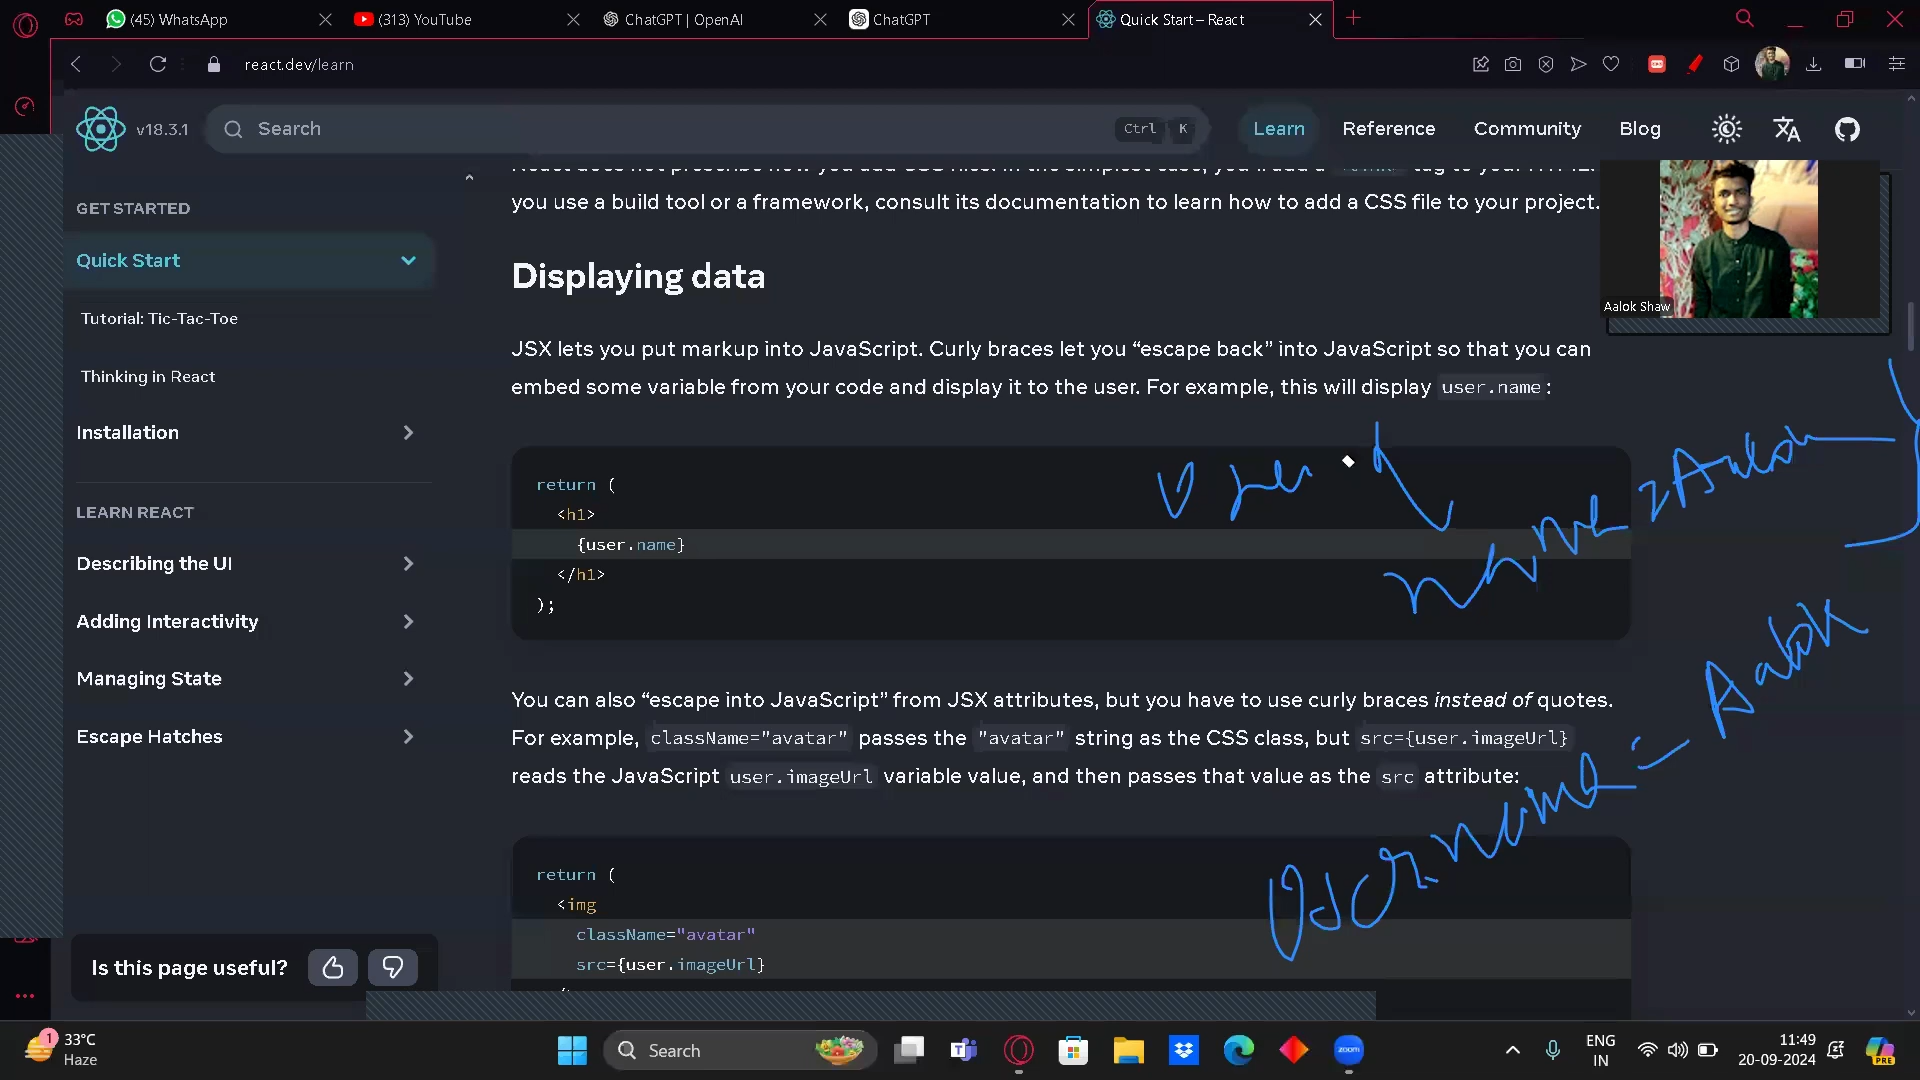 (45) WhatsApp
(313) YouTube
ChatGPT | OpenAI
ChatGPT
Quick Start – React
react.dev/learn
v18.3.1
Search
Ctrl K
Learn
Reference
Community
Blog
GET STARTED
Quick Start
Tutorial: Tic-Tac-Toe
Thinking in React
Installation
LEARN REACT
Describing the UI
Adding Interactivity
Managing State
Escape Hatches
Is this page useful?
you use a build tool or a framework, consult its documentation to learn how to add a CSS file to your project.
Aalok Shaw
Displaying data
JSX lets you put markup into JavaScript. Curly braces let you “escape back” into JavaScript so that you can
embed some variable from your code and display it to the user. For example, this will display user.name:
return (
<h1>
{user.name}
</h1>
);
User
name = Aalok
You can also “escape into JavaScript” from JSX attributes, but you have to use curly braces instead of quotes.
For example, className="avatar" passes the "avatar" string as the CSS class, but src={user.imageUrl}
reads the JavaScript user.imageUrl variable value, and then passes that value as the src attribute:
User.name = Aalok
return (
<img
className="avatar"
src={user.imageUrl}
1
33°C
Haze
Search
zoom
ENG
IN
11:49
20-09-2024
PRE